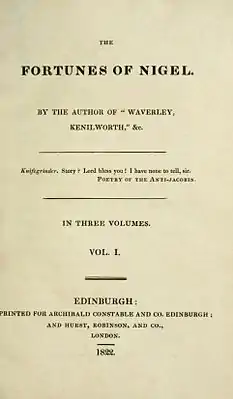 THE
FORTUNES OF NIGEL.
BY THE AUTHOR OF “ WAVERLEY,
KENILWORTH,” &c.
Knifegrinder. Story ? Lord bless you ! I have none to tell, sir.
POETRY OF THE ANTI-JACOBIN.
IN THREE VOLUMES.
VOL. I.
EDINBURGH:
PRINTED FOR ARCHIBALD CONSTABLE AND CO. EDINBURGH ;
AND HURST, ROBINSON, AND CO.,
LONDON.
1822.